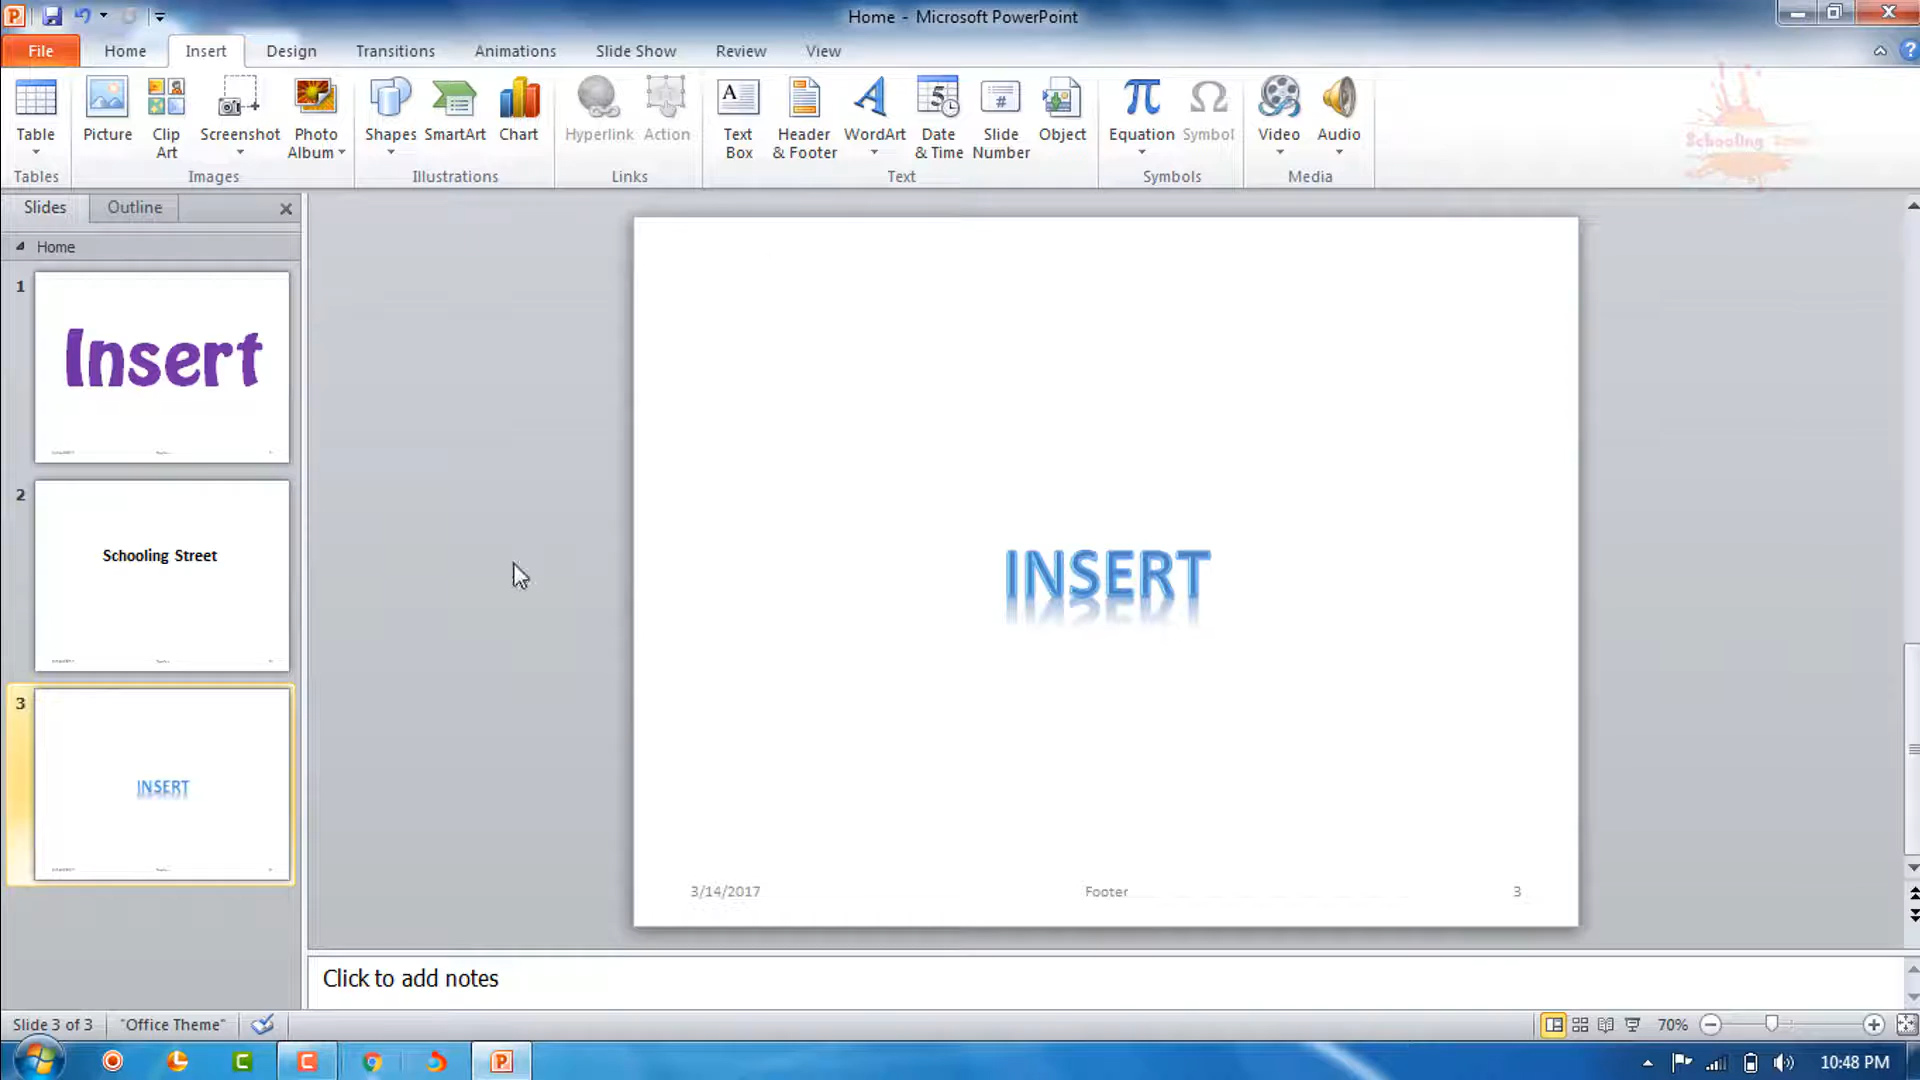 Home - Microsoft PowerPoint
File Home Insert Design Transitions Animations Slide Show Review View
Table Picture Clip Art Screenshot Photo Album Shapes SmartArt Chart Hyperlink Action Text Box Header & Footer WordArt Date & Time Slide Number Object Equation Symbol Video Audio
Tables Images Illustrations Links Text Symbols Media
Schooling
Slides Outline
Home
1
Insert
2
Schooling Street
3
INSERT
INSERT
3/14/2017 Footer 3
Click to add notes
Slide 3 of 3 "Office Theme" 70%
10:48 PM